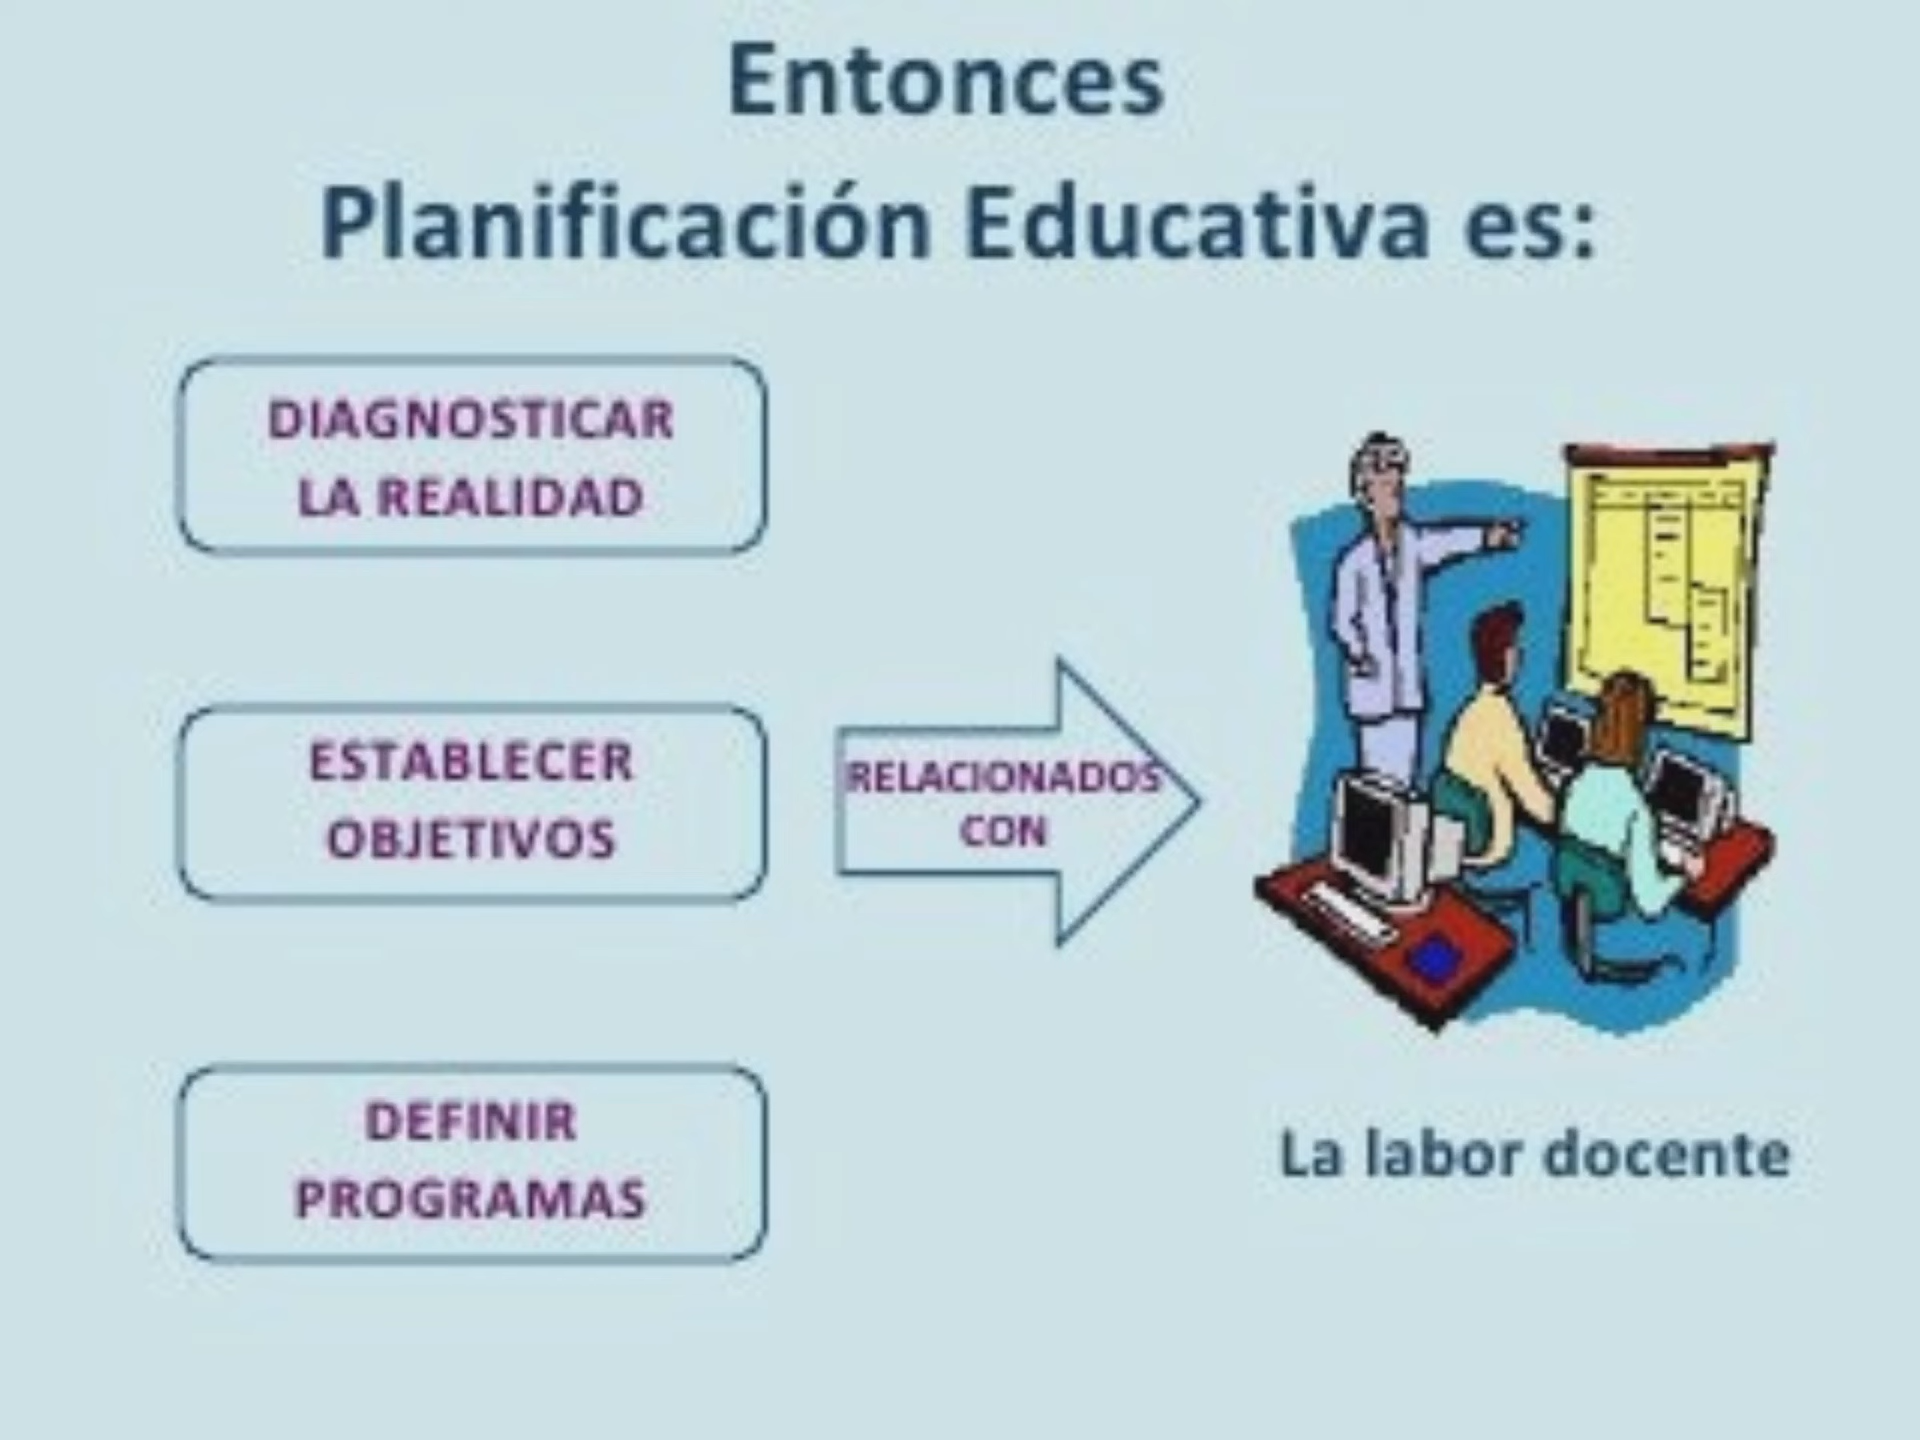 Entonces
Planificación Educativa es:
DIAGNOSTICAR
LA REALIDAD
ESTABLECER
OBJETIVOS
RELACIONADOS
CON
DEFINIR
PROGRAMAS
La labor docente